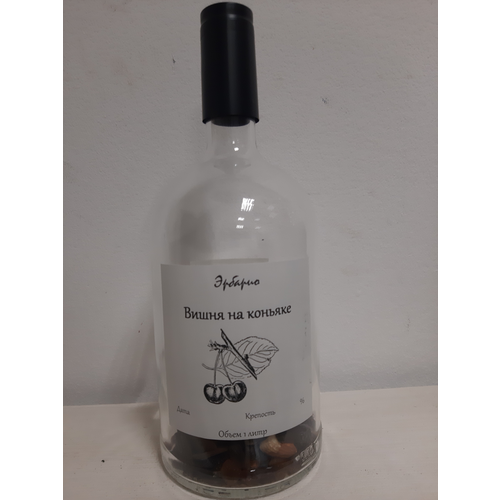 Эрбарио
Вишня на коньяке
Дата Крепость %
Объем 1 литр